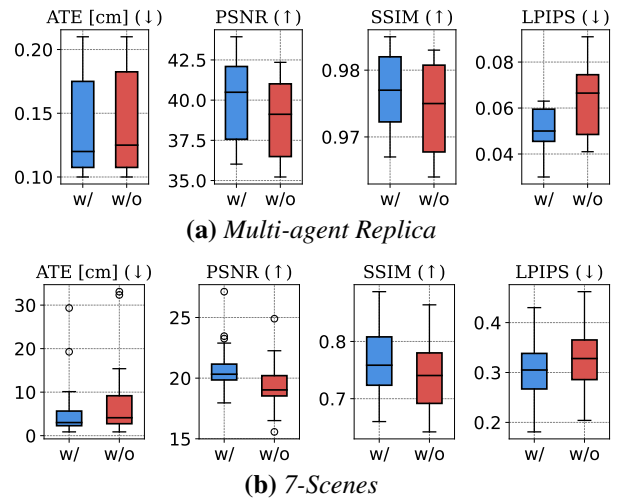 ATE [cm] (↓) PSNR (↑) SSIM (↑) LPIPS (↓)
0.20 0.15 0.10
42.5 40.0 37.5 35.0
0.98 0.97
0.08 0.06 0.04
w/ w/o w/ w/o w/ w/o w/ w/o
(a) Multi-agent Replica
ATE [cm] (↓) PSNR (↑) SSIM (↑) LPIPS (↓)
30 20 10 0
25 20 15
0.8 0.7
0.4 0.3 0.2
w/ w/o w/ w/o w/ w/o w/ w/o
(b) 7-Scenes